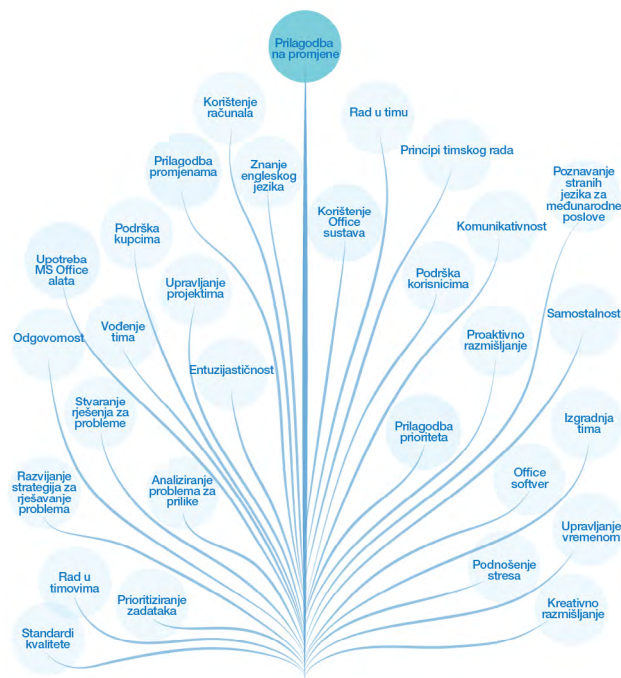 Prilagodba
na promjene
Korištenje
računala
Rad u timu
Principi timskog rada
Prilagodba
promjenama
Znanje
engleskog
jezika
Poznavanje
stranih
jezika za
međunarodne
poslove
Korištenje
Office
sustava
Podrška
kupcima
Komunikativnost
Upotreba
MS Office
alata
Upravljanje
projektima
Podrška
korisnicima
Samostalnost
Odgovornost
Vođenje
tima
Proaktivno
razmišljanje
Entuzijastičnost
Stvaranje
rješenja za
probleme
Izgradnja
tima
Prilagodba
prioriteta
Razvijanje
strategija za
rješavanje
problema
Analiziranje
problema za
prilike
Office
softver
Upravljanje
vremenom
Podnošenje
stresa
Rad u
timovima
Prioritiziranje
zadataka
Kreativno
razmišljanje
Standardi
kvalitete